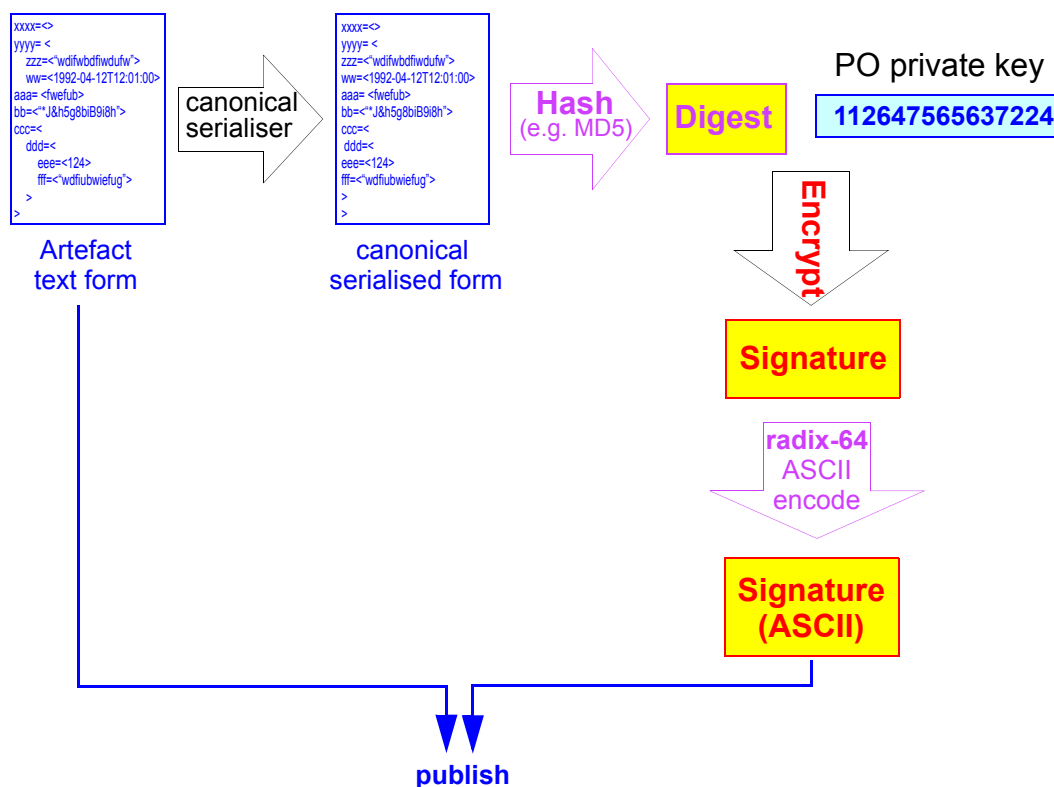 xxxx=<>
yyyy= <
zzz=<“wdifwbdfiwdufw”>
ww=<1992-04-12T12:01:00>
aaa= <fwefub>
bb=<“*J&h5g8biB9i8h”>
ccc=<
ddd=<
eee=<124>
fff=<“wdfiubwiefug”>
>
>
Artefact
text form
canonical
serialiser
xxxx=<>
yyyy= <
zzz=<“wdifwbdfiwdufw”>
ww=<1992-04-12T12:01:00>
aaa= <fwefub>
bb=<“*J&h5g8biB9i8h”>
ccc=<
ddd=<
eee=<124>
fff=<“wdfiubwiefug”>
>
>
canonical
serialised form
Hash
(e.g. MD5)
Digest
PO private key
112647565637224
Encrypt
Signature
radix-64
ASCII
encode
Signature
(ASCII)
publish